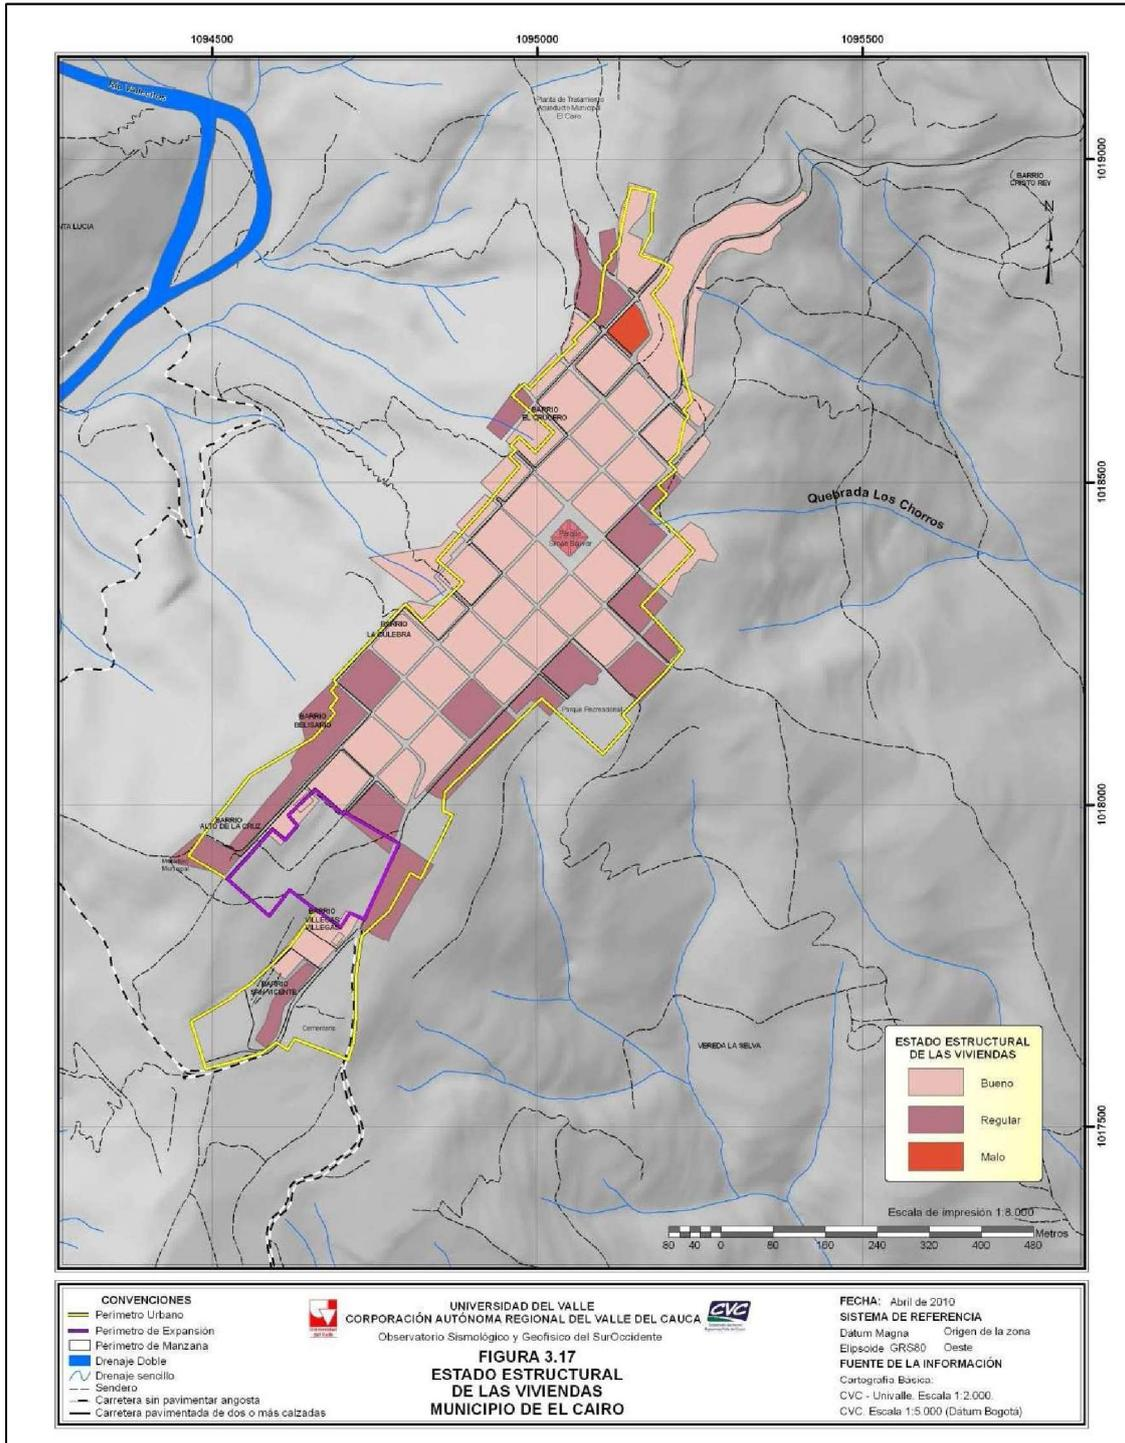 1094500
1095000
1095500
Planta de Tratamiento
Acueducto Municipal
El Cairo
1019000
BARRIO
CRISTO REY
N
BARRIO
EL CRUCERO
1018500
Quebrada Los Chorros
Parque
Simón Bolívar
BARRIO
LA CULEBRA
BARRIO
BELISARIO
Parque Recreacional
1018000
BARRIO
ALTO DE LA CRUZ
Municipal
BARRIO
VILLEGAS
VILLEGAS
BARRIO
SAN VICENTE
Cementerio
VEREDA LA SELVA
ESTADO ESTRUCTURAL
DE LAS VIVIENDAS
Bueno
Regular
Malo
1017500
Escala de impresión 1:8.000
Metros
80 40 0 80 160 240 320 400 480
CONVENCIONES
Perimetro Urbano
Perimetro de Expansión
Perimetro de Manzana
Drenaje Doble
Drenaje sencillo
Sendero
Carretera sin pavimentar angosta
Carretera pavimentada de dos o más calzadas
UNIVERSIDAD DEL VALLE
CORPORACIÓN AUTÓNOMA REGIONAL DEL VALLE DEL CAUCA
CVC
Observatorio Sismológico y Geofísico del SurOccidente
FIGURA 3.17
ESTADO ESTRUCTURAL
DE LAS VIVIENDAS
MUNICIPIO DE EL CAIRO
FECHA: Abril de 2010
SISTEMA DE REFERENCIA
Dátum Magna Origen de la zona
Elipsoide GRS80 Oeste
FUENTE DE LA INFORMACIÓN
Cartografía Básica:
CVC - Univalle. Escala 1:2.000.
CVC. Escala 1:5.000 (Dátum Bogotá)